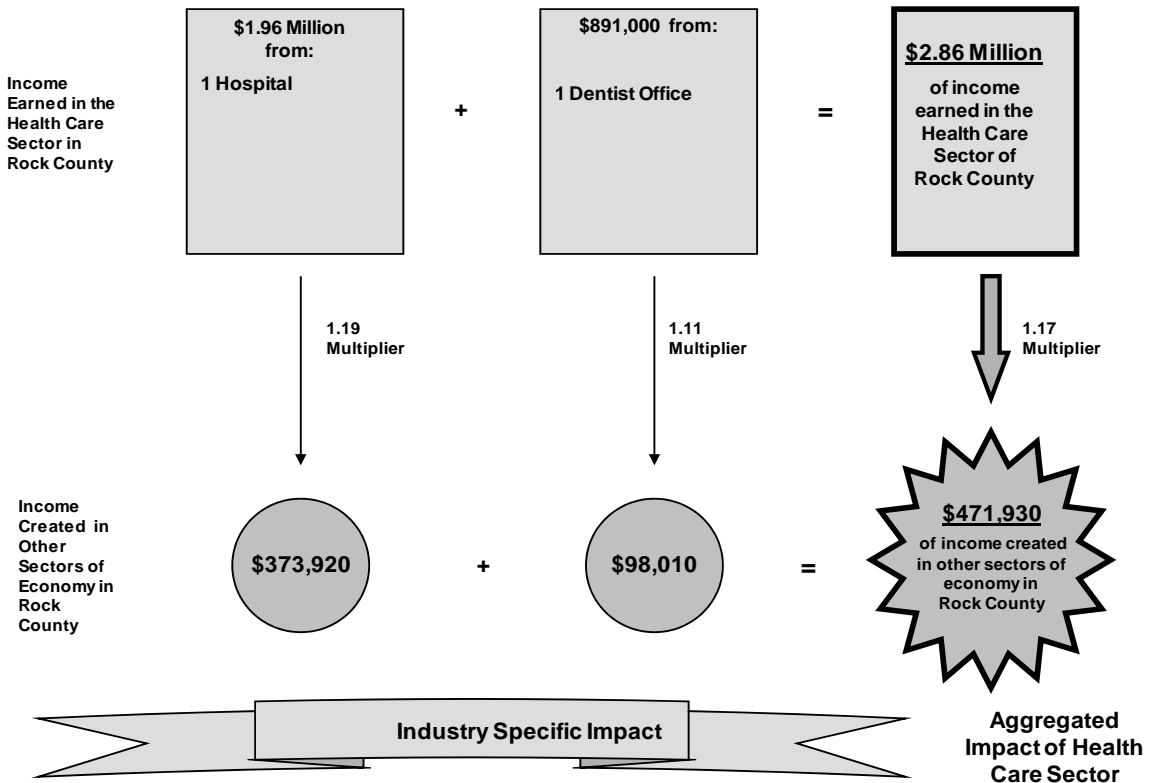 Income
Earned in the
Health Care
Sector in
Rock County
$1.96 Million
from:
1 Hospital
+
$891,000 from:
1 Dentist Office
=
$2.86 Million
of income
earned in the
Health Care
Sector of
Rock County
1.19
Multiplier
1.11
Multiplier
1.17
Multiplier
Income
Created in
Other
Sectors of
Economy in
Rock
County
$373,920
+
$98,010
=
$471,930
of income created
in other sectors of
economy in
Rock County
Industry Specific Impact
Aggregated
Impact of Health
Care Sector